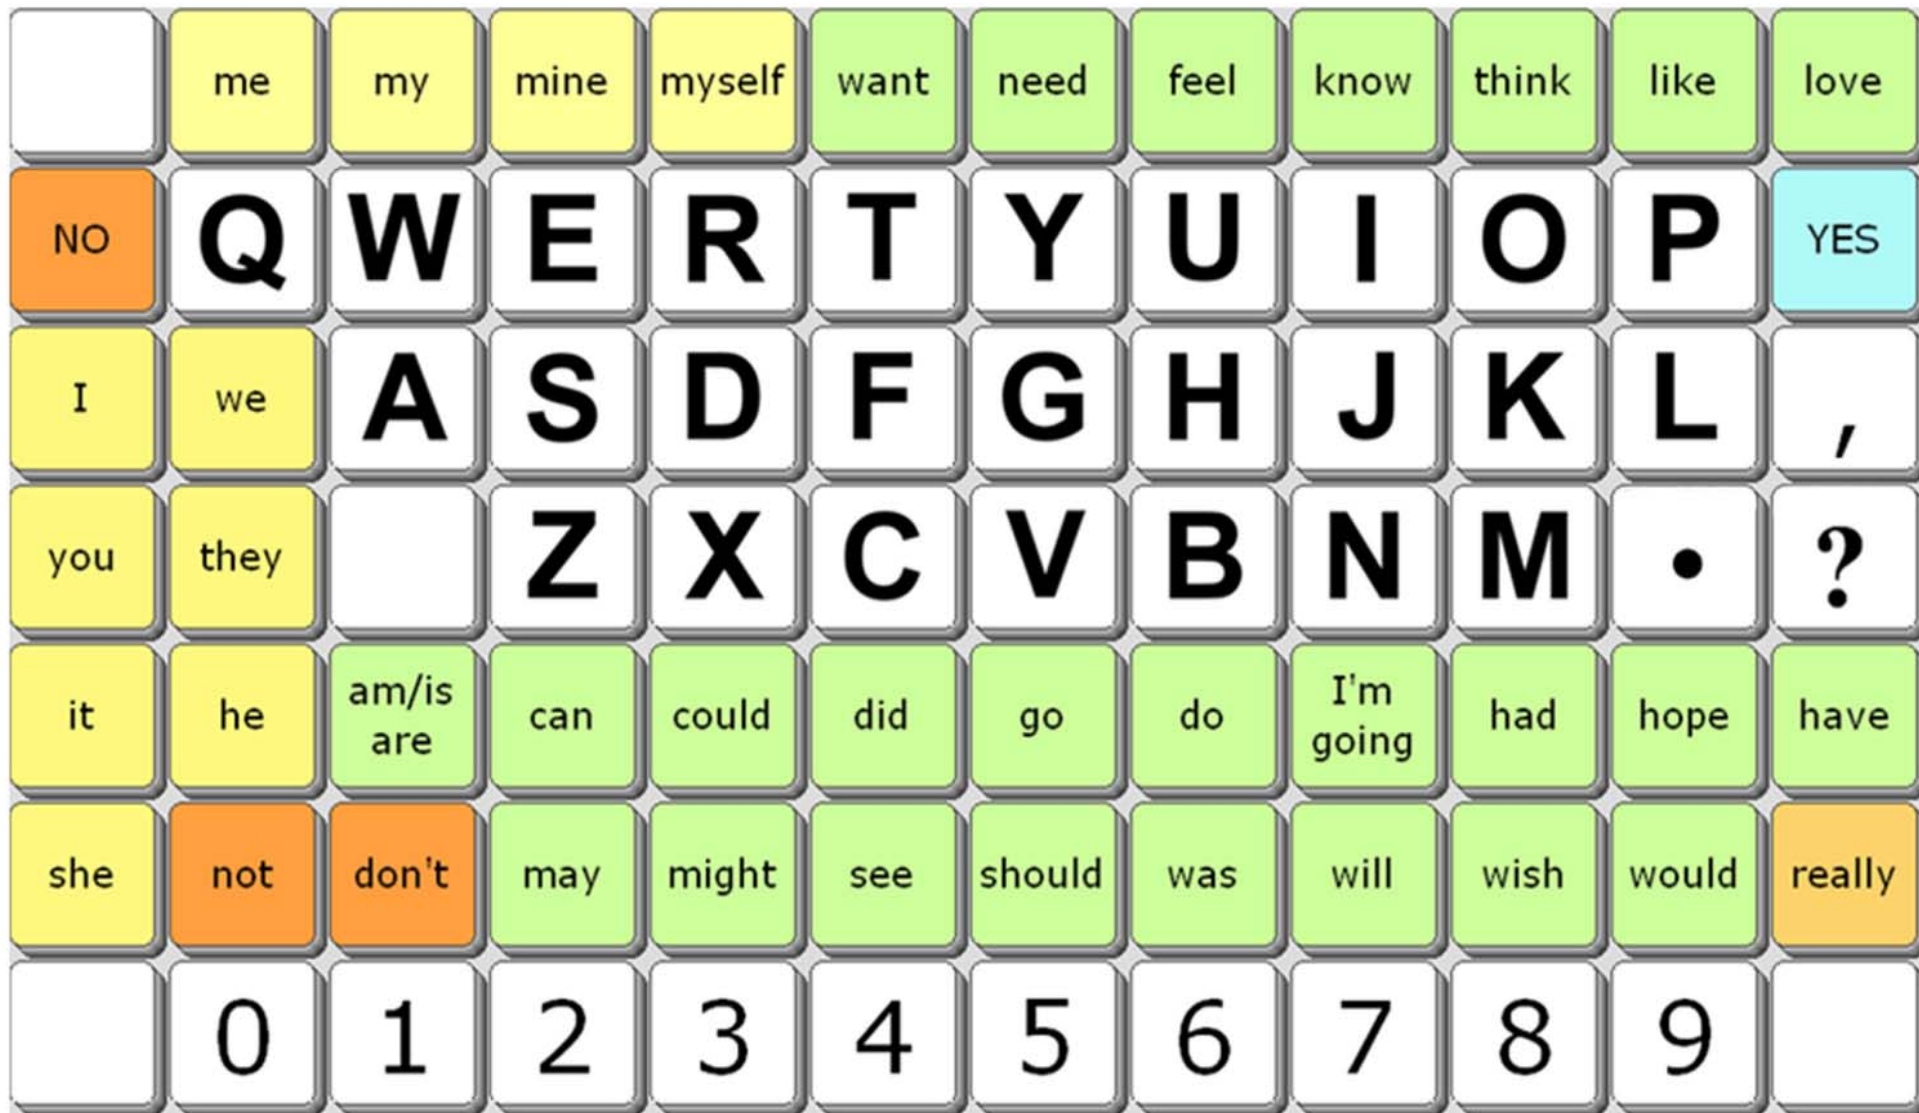 me my mine myself want need feel know think like love
NO Q W E R T Y U I O P YES
I we A S D F G H J K L ,
you they Z X C V B N M • ?
it he am/is are can could did go do I'm going had hope have
she not don't may might see should was will wish would really
0 1 2 3 4 5 6 7 8 9